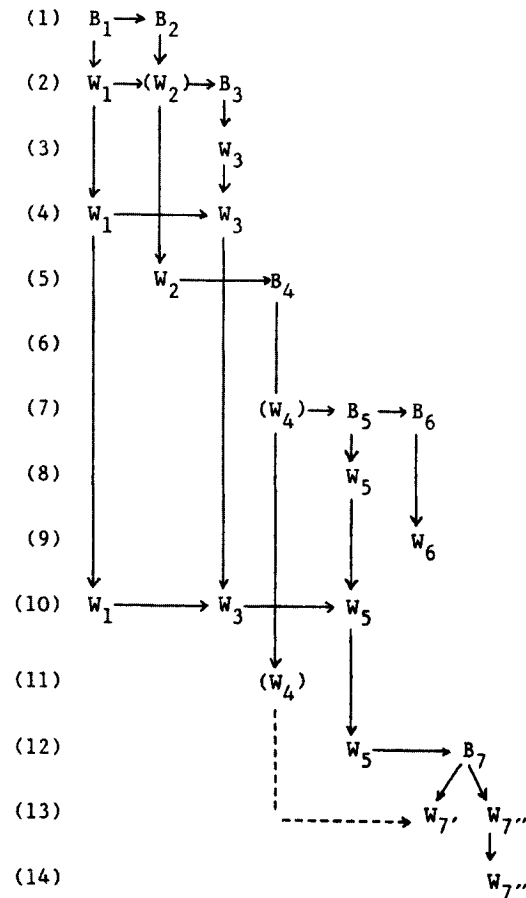 (1) B1 B2
(2) W1 (W2) B3
(3) W3
(4) W1 W3
(5) W2 B4
(6)
(7) (W4) B5 B6
(8) W5
(9) W6
(10) W1 W3 W5
(11) (W4)
(12) W5 B7
(13) W7' W7''
(14) W7''